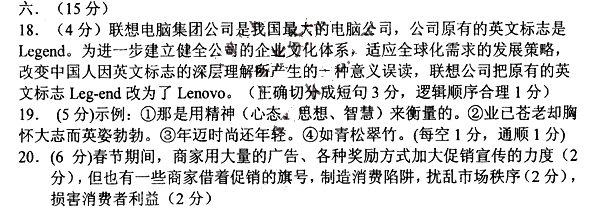 六、（15 分）
18.（4 分）联想电脑集团公司是我国最大的电脑公司，公司原有的英文标志是
Legend。为进一步建立健全公司的企业文化体系，适应全球化需求的发展策略，
改变中国人因英文标志的深层理解所产生的一种意义误读，联想公司把原有的英
文标志 Leg-end 改为了 Lenovo。（正确切分成短句 3 分，逻辑顺序合理 1 分）
19. (5 分)示例：①那是用精神（心态、思想、智慧）来衡量的。②业已苍老却胸
怀大志而英姿勃勃。③年迈时尚还年轻。④如青松翠竹。(每空 1 分，通顺 1 分)
20.（6 分)春节期间，商家用大量的广告、各种奖励方式加大促销宣传的力度（2
分），但也有一些商家借着促销的旗号，制造消费陷阱，扰乱市场秩序（2 分），
损害消费者利益（2 分）